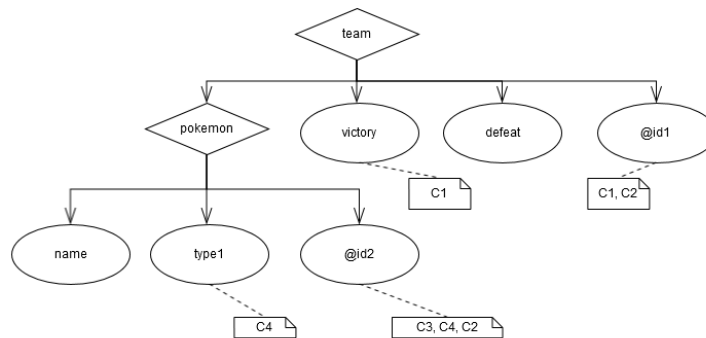 team
pokemon
victory
defeat
@id1
C1
C1, C2
name
type1
@id2
C4
C3, C4, C2